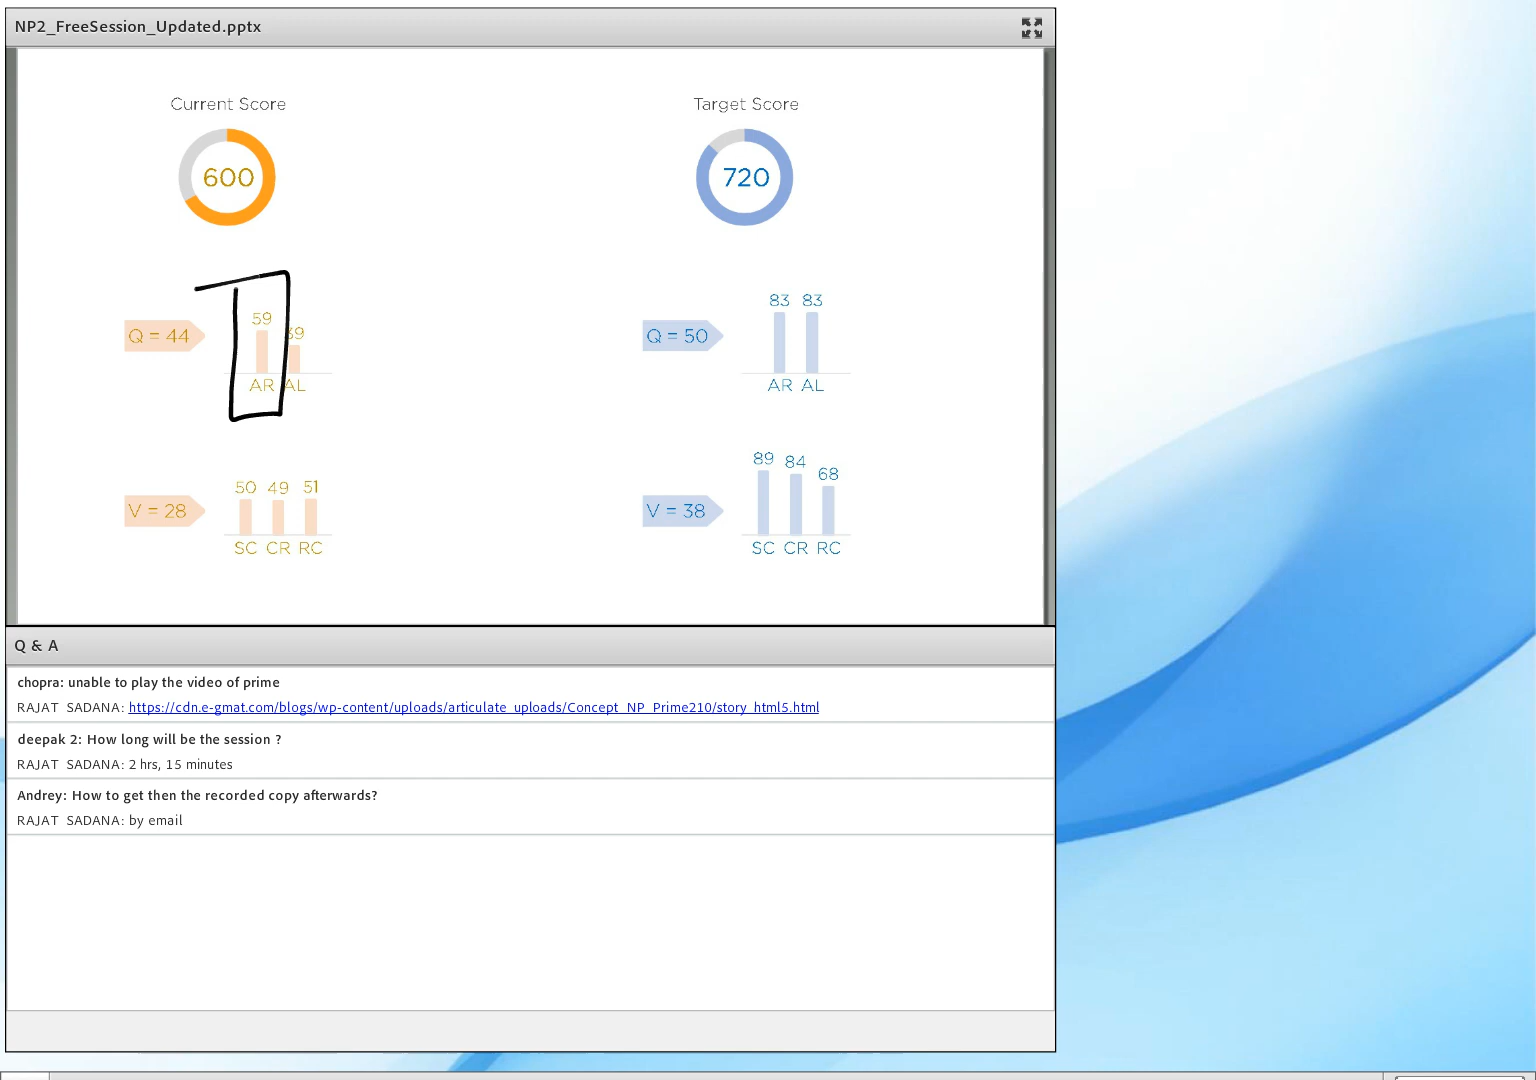 NP2_FreeSession_Updated.pptx
Current Score
Target Score
600
720
Q = 44
59
39
AR AL
Q = 50
83 83
AR AL
V = 28
50 49 51
SC CR RC
V = 38
89 84 68
SC CR RC
Q & A
chopra: unable to play the video of prime
RAJAT SADANA: https://cdn.e-gmat.com/blogs/wp-content/uploads/articulate_uploads/Concept_NP_Prime210/story_html5.html
deepak 2: How long will be the session ?
RAJAT SADANA: 2 hrs, 15 minutes
Andrey: How to get then the recorded copy afterwards?
RAJAT SADANA: by email